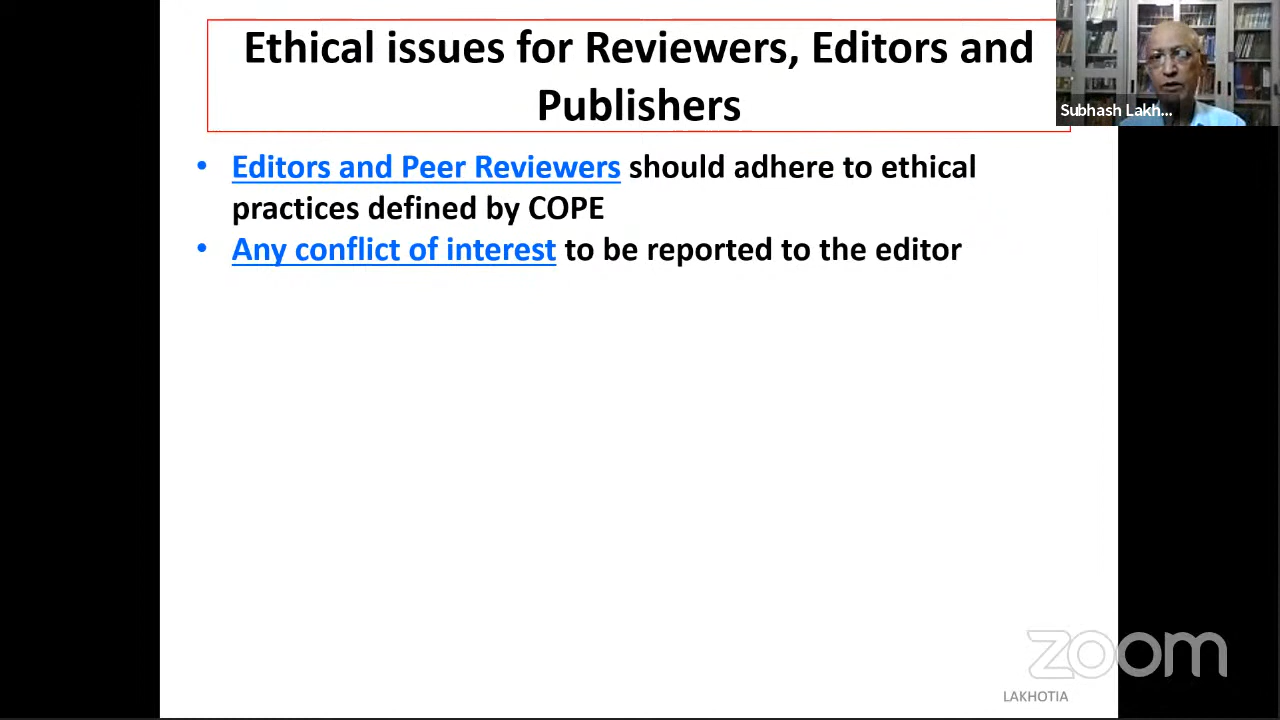 Ethical issues for Reviewers, Editors and
Publishers
Subhash Lakh...
• Editors and Peer Reviewers should adhere to ethical
practices defined by COPE
• Any conflict of interest to be reported to the editor
zoom
LAKHOTIA